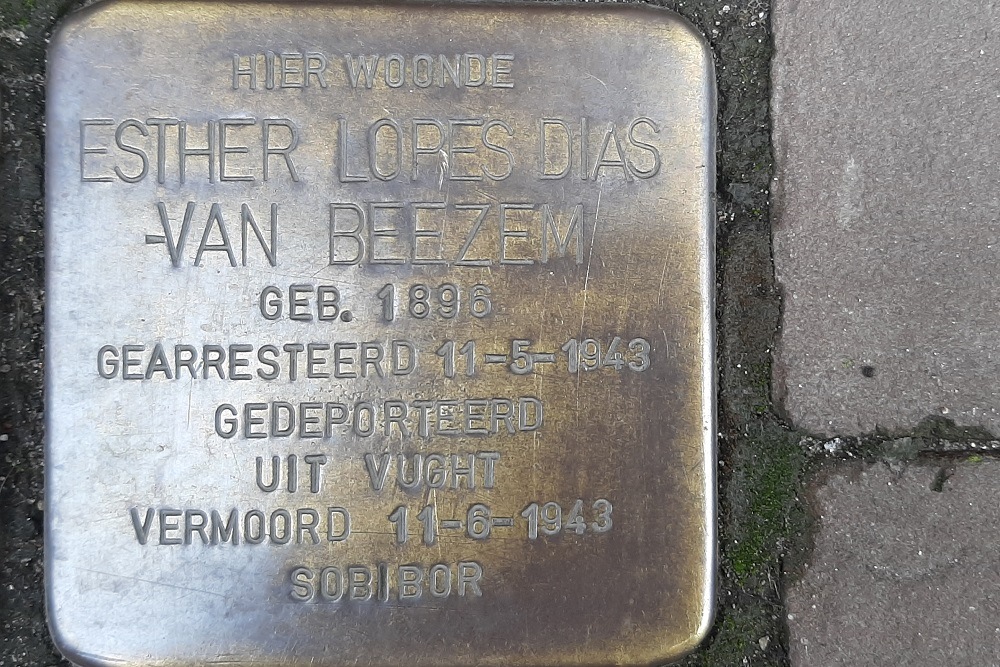 HIER WOONDE
ESTHER LOPES DIAS
-VAN BEEZEM
GEB. 1896
GEARRESTEERD 11-5-1943
GEDEPORTEERD
UIT VUGHT
VERMOORD 11-6-1943
SOBIBOR